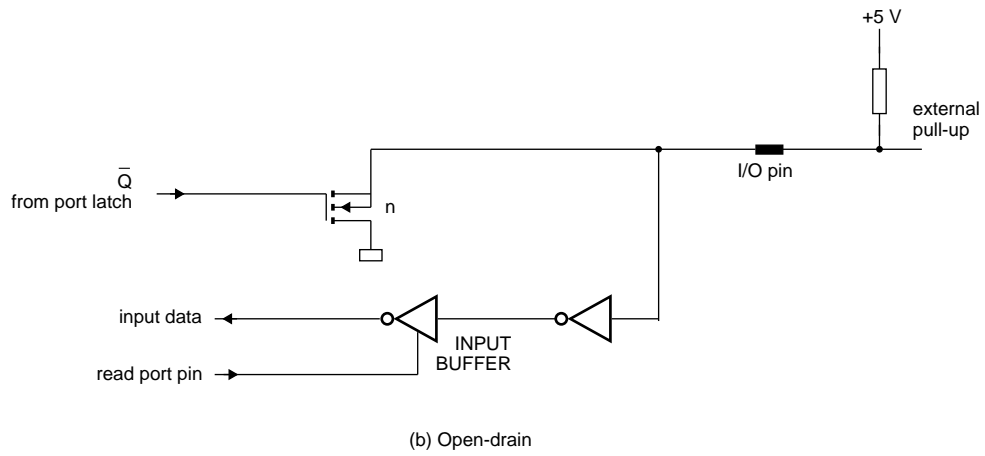 +5 V
external
pull-up
I/O pin
Q̅
from port latch
n
input data
INPUT
BUFFER
read port pin
(b) Open-drain